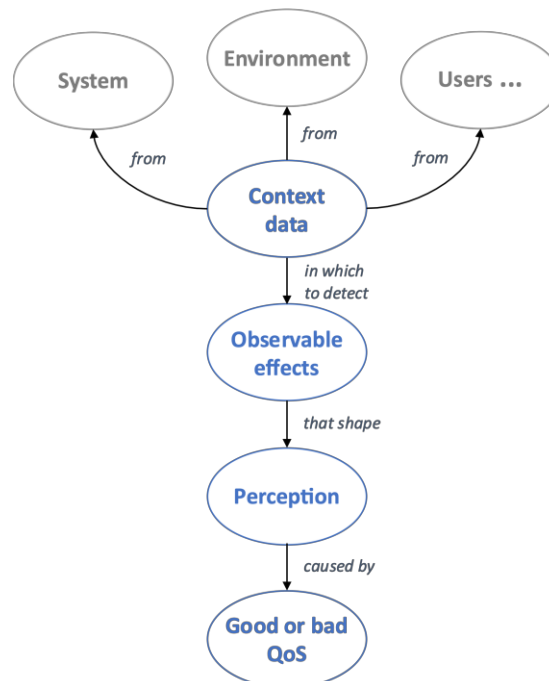 System
Environment
Users ...
from
from
from
Context
data
in which
to detect
Observable
effects
that shape
Perception
caused by
Good or bad
QoS